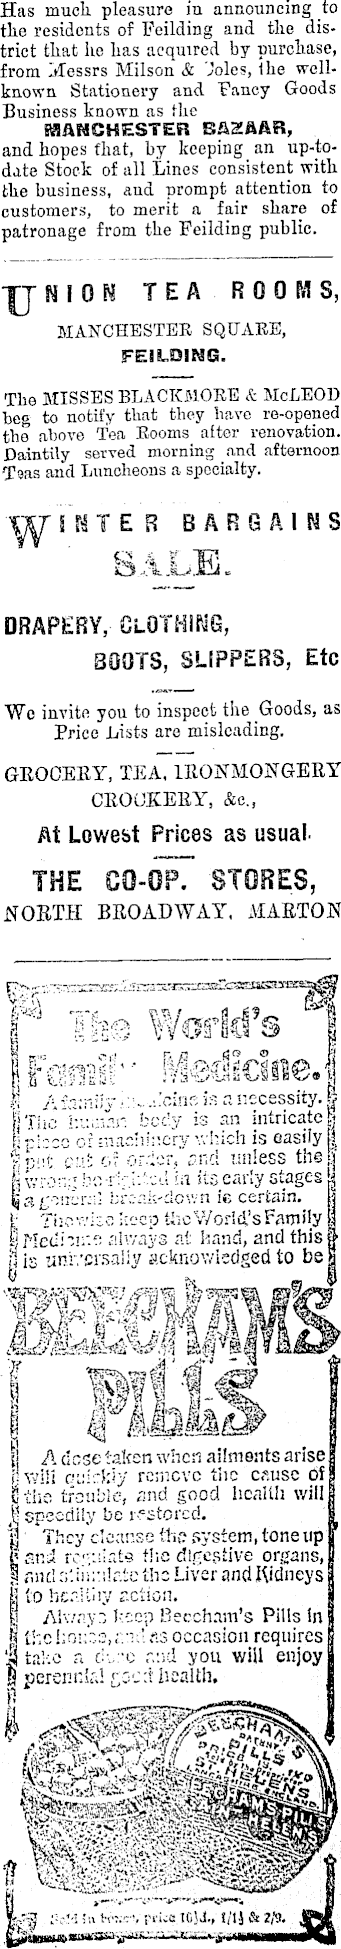 Has much pleasure in announcing to
the residents of Feilding and the dis-
trict that he has acquired by purchase,
from Messrs Milson & Coles, the well-
known Stationery and Fancy Goods
Business known as the
MANCHESTER BAZAAR,
and hopes that, by keeping an up-to-
date Stock of all Lines consistent with
the business, and prompt attention to
customers, to merit a fair share of
patronage from the Feilding public.
UNION TEA ROOMS,
MANCHESTER SQUARE,
FEILDING.
The MISSES BLACKMORE & McLEOD
beg to notify that they have re-opened
the above Tea Rooms after renovation.
Daintily served morning and afternoon
Teas and Luncheons a specialty.
WINTER BARGAINS
SALE.
DRAPERY, CLOTHING,
BOOTS, SLIPPERS, Etc
We invite you to inspect the Goods, as
Price Lists are misleading.
GROCERY, TEA, IRONMONGERY
CROCKERY, &c.,
At Lowest Prices as usual.
THE CO-OP. STORES,
NORTH BROADWAY, MARTON
The World's
Family Medicine.
A family medicine is a necessity.
The human body is an intricate
piece of machinery which is easily
put out of order, and unless the
wrong be righted in its early stages
a general break-down is certain.
The wise keep the World's Family
Medicine always at hand, and this
is universally acknowledged to be
BEECHAM'S
PILLS
A dose taken when ailments arise
will quickly remove the cause of
the trouble, and good health will
speedily be restored.
They cleanse the system, tone up
and regulate the digestive organs,
and stimulate the Liver and Kidneys
to healthy action.
Always keep Beecham's Pills in
the house, and as occasion requires
take a dose and you will enjoy
perennial good health.
BEECHAM'S
PATENT
PILLS
ST HELENS
BEECHAM'S PILLS
ST HELENS
Sold in boxes, price 10½d., 1/1½ & 2/9.